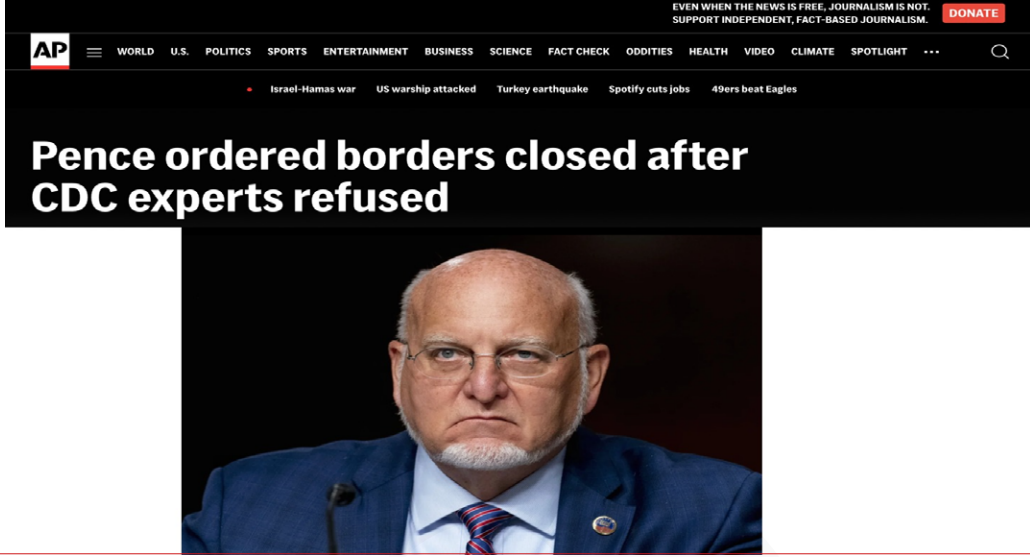 EVEN WHEN THE NEWS IS FREE, JOURNALISM IS NOT.
SUPPORT INDEPENDENT, FACT-BASED JOURNALISM.
DONATE
AP
WORLD U.S. POLITICS SPORTS ENTERTAINMENT BUSINESS SCIENCE FACT CHECK ODDITIES HEALTH VIDEO CLIMATE SPOTLIGHT ...
Israel-Hamas war US warship attacked Turkey earthquake Spotify cuts jobs 49ers beat Eagles
Pence ordered borders closed after
CDC experts refused